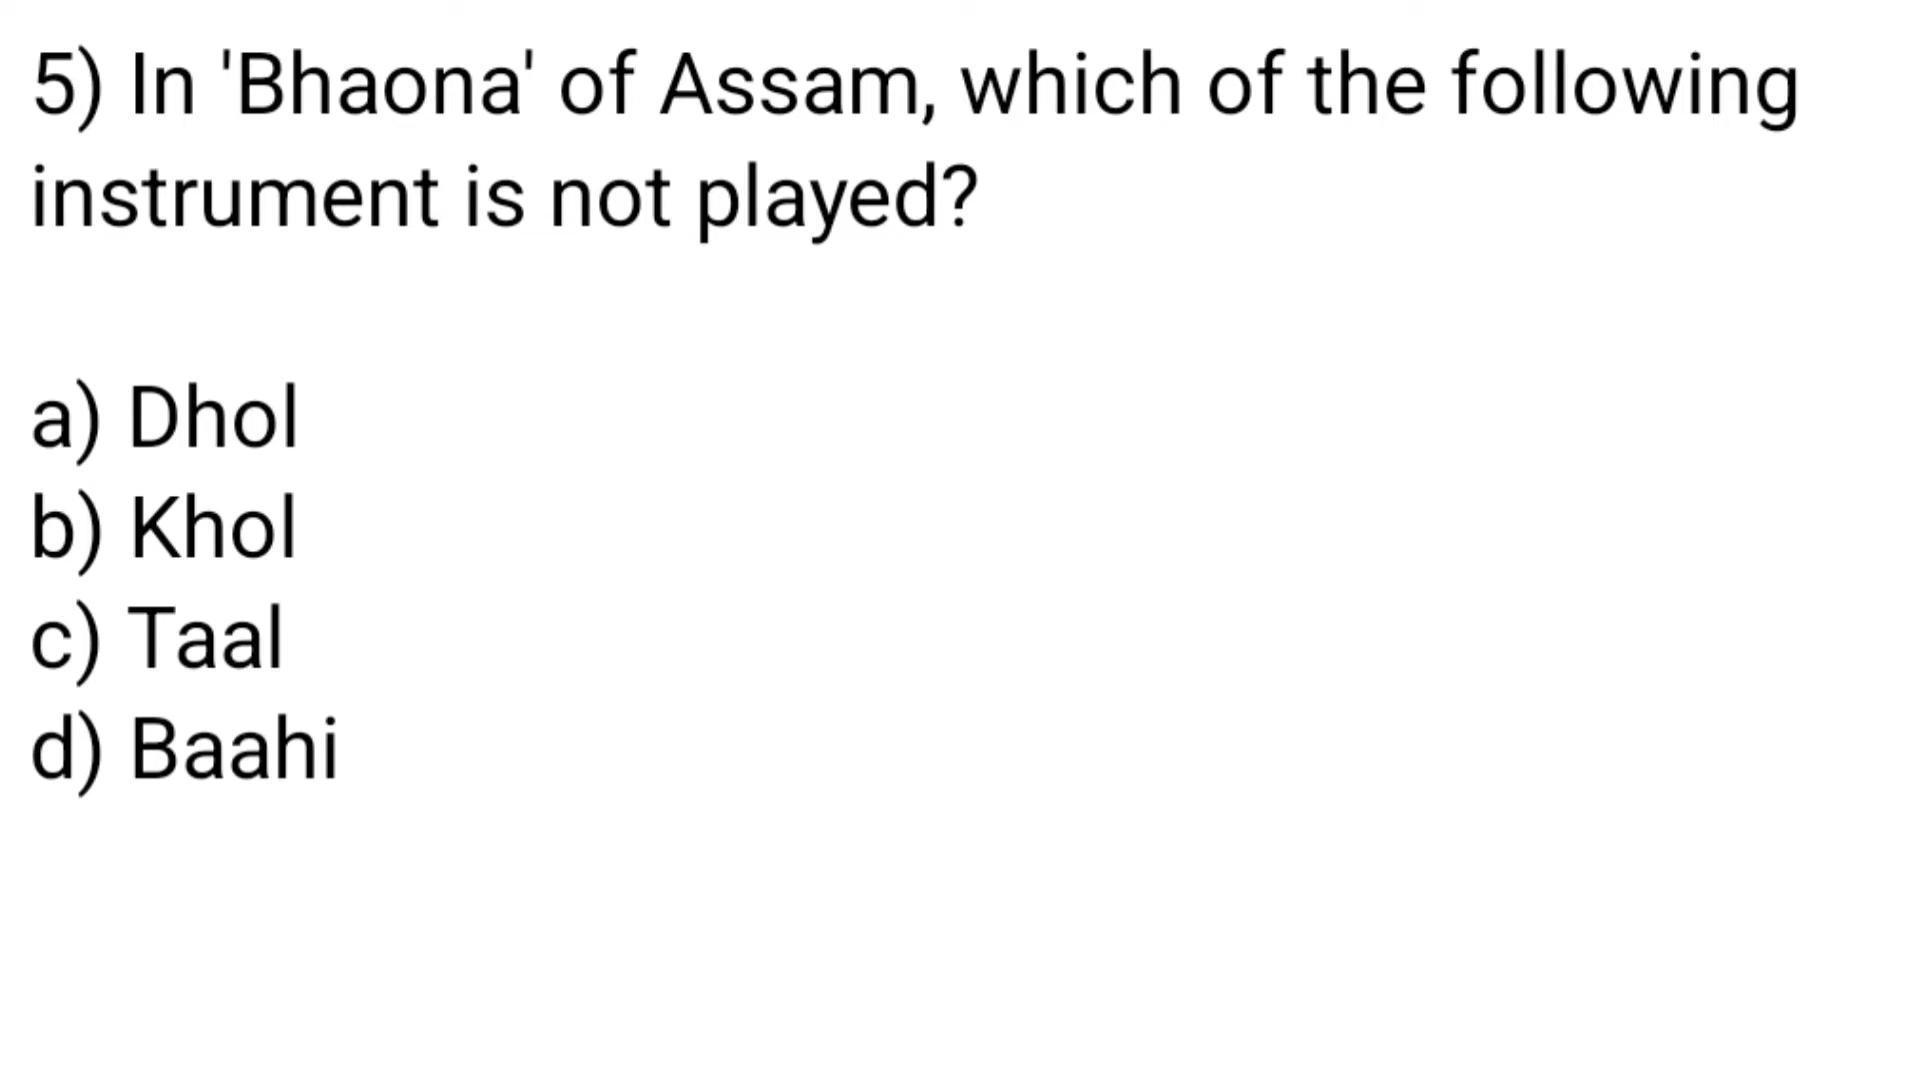 5) In 'Bhaona' of Assam, which of the following
instrument is not played?
a) Dhol
b) Khol
c) Taal
d) Baahi